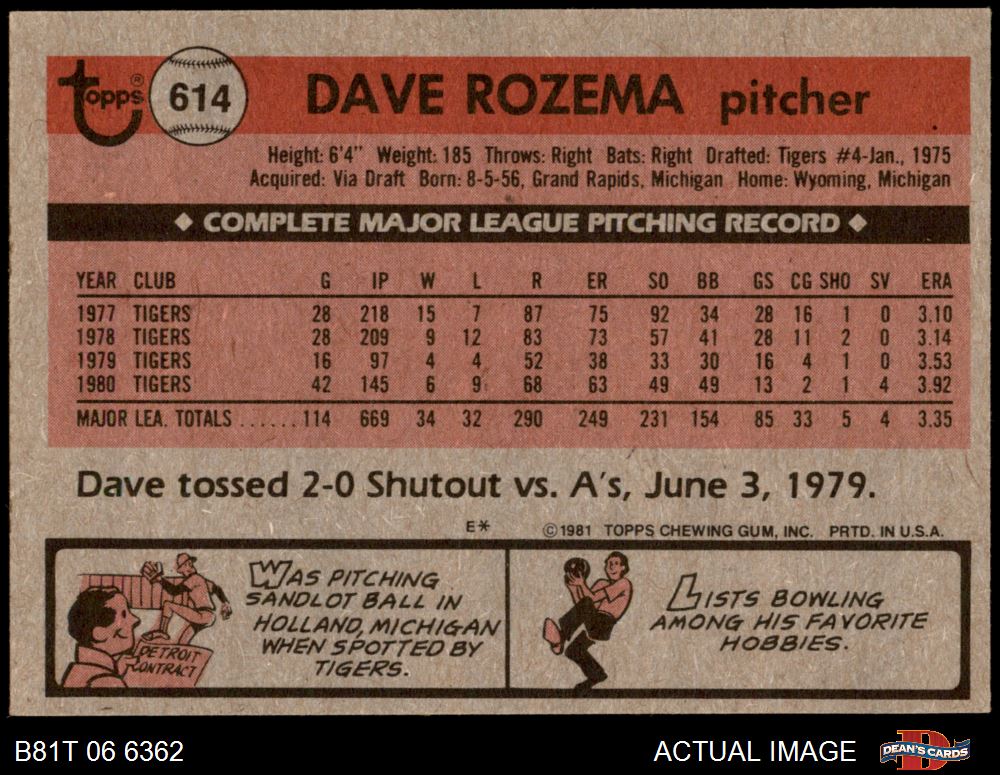 Topps® 614 DAVE ROZEMA pitcher
Height: 6'4" Weight: 185 Throws: Right Bats: Right Drafted: Tigers #4-Jan., 1975
Acquired: Via Draft Born: 8-5-56, Grand Rapids, Michigan Home: Wyoming, Michigan
◆ COMPLETE MAJOR LEAGUE PITCHING RECORD ◆
YEAR CLUB G IP W L R ER SO BB GS CG SHO SV ERA
1977 TIGERS 28 218 15 7 87 75 92 34 28 16 1 0 3.10
1978 TIGERS 28 209 9 12 83 73 57 41 28 11 2 0 3.14
1979 TIGERS 16 97 4 4 52 38 33 30 16 4 1 0 3.53
1980 TIGERS 42 145 6 9 68 63 49 49 13 2 1 4 3.92
MAJOR LEA. TOTALS ...... 114 669 34 32 290 249 231 154 85 33 5 4 3.35
Dave tossed 2-0 Shutout vs. A's, June 3, 1979.
E* ©1981 TOPPS CHEWING GUM, INC. PRTD. IN U.S.A.
WAS PITCHING
SANDLOT BALL IN
HOLLAND, MICHIGAN
WHEN SPOTTED BY
TIGERS.
DETROIT
CONTRACT
LISTS BOWLING
AMONG HIS FAVORITE
HOBBIES.
B81T 06 6362 ACTUAL IMAGE DEAN'S CARDS